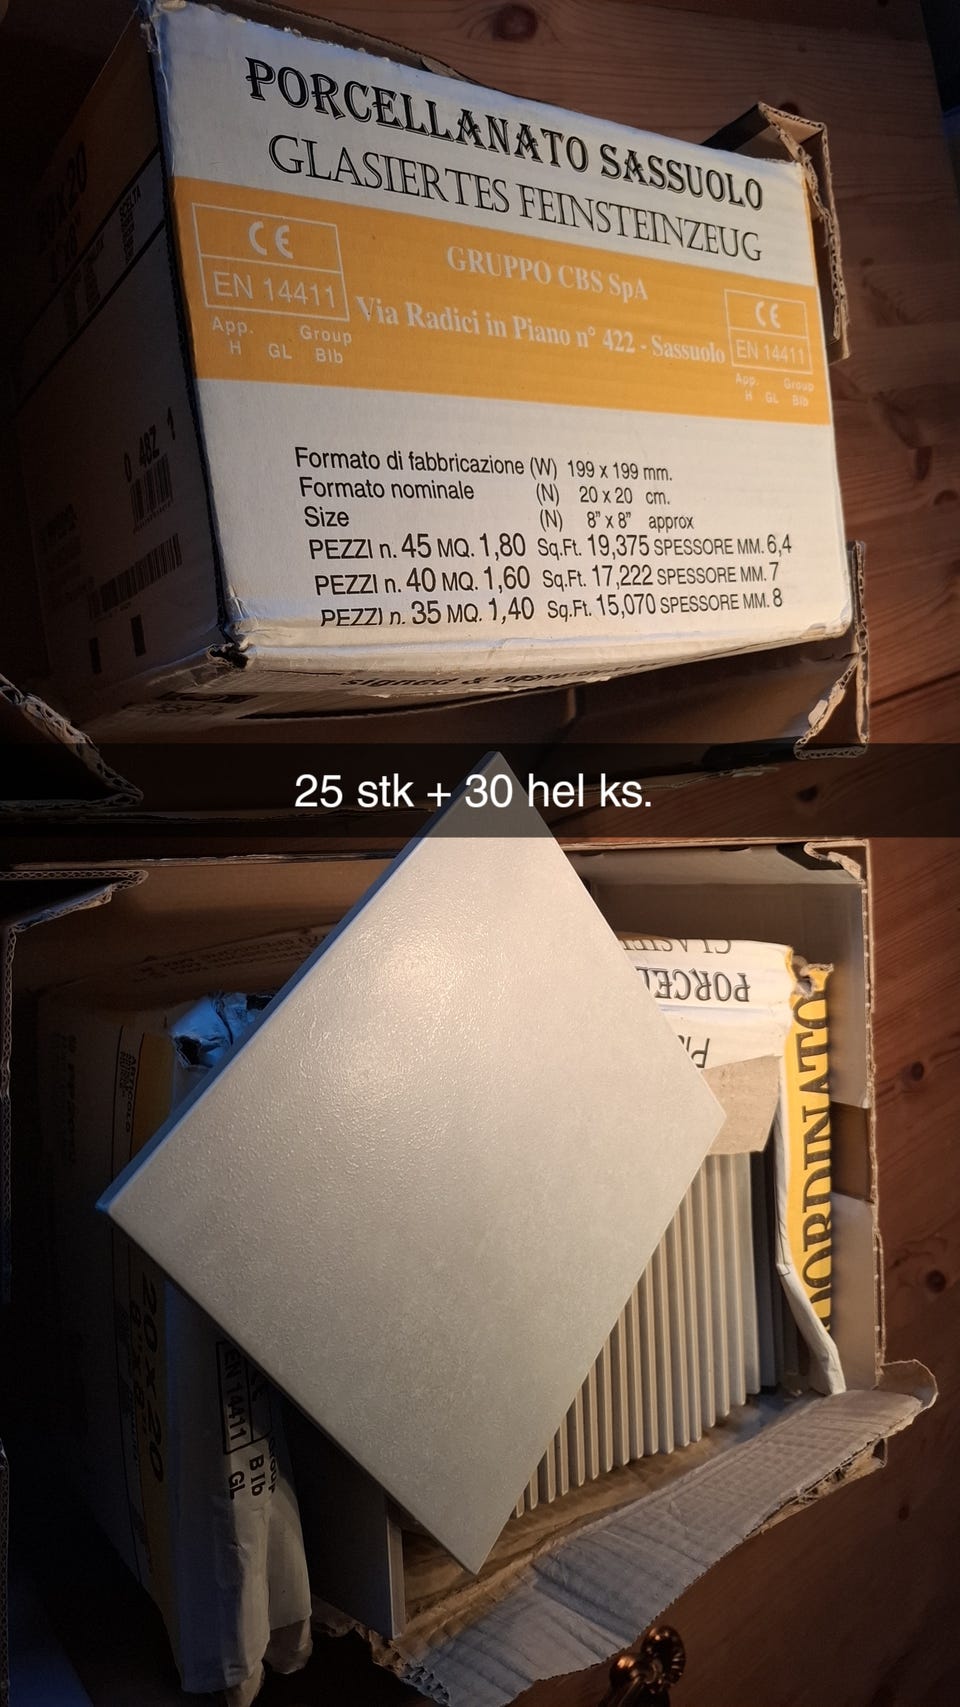 PORCELLANATO SASSUOLO
GLASIERTES FEINSTEINZEUG
CE
EN 14411
App. Group
H GL BIb
GRUPPO CBS SpA
Via Radici in Piano n° 422 - Sassuolo
CE
EN 14411
App. Group
H GL BIb
Formato di fabbricazione (W) 199 x 199 mm.
Formato nominale (N) 20 x 20 cm.
Size (N) 8" x 8" approx
PEZZI n. 45 MQ. 1,80 Sq.Ft. 19,375 SPESSORE MM. 6,4
PEZZI n. 40 MQ. 1,60 Sq.Ft. 17,222 SPESSORE MM. 7
PEZZI n. 35 MQ. 1,40 Sq.Ft. 15,070 SPESSORE MM. 8
20X20
25 stk + 30 hel ks.
20X20
EN 14411
BIb
GL